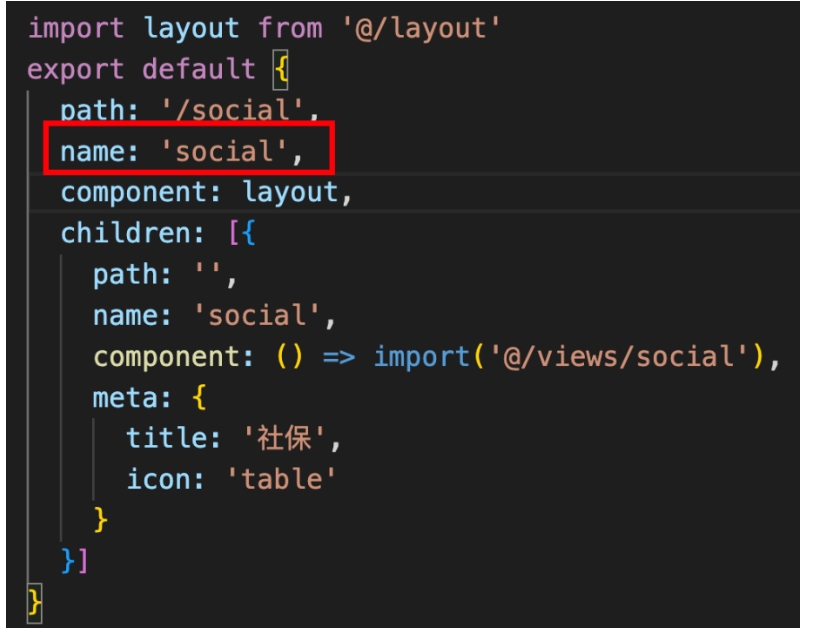 import layout from '@/layout'
export default {
path: '/social',
name: 'social',
component: layout,
children: [{
path: '',
name: 'social',
component: () => import('@/views/social'),
meta: {
title: '社保',
icon: 'table'
}
}]
}